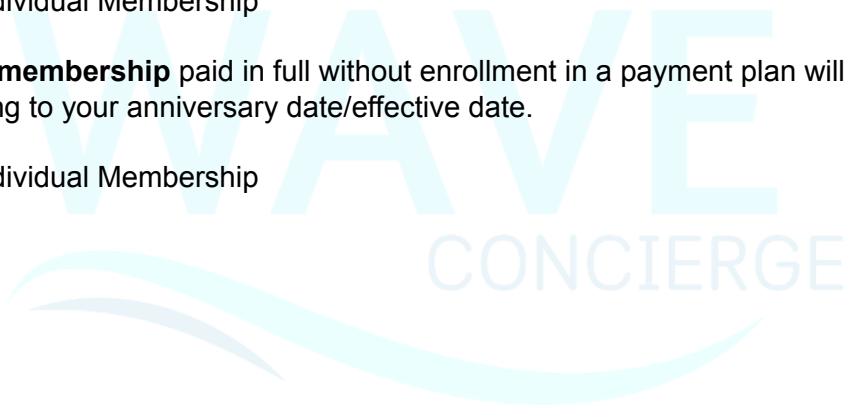 dividual Membership
membership paid in full without enrollment in a payment plan will
ng to your anniversary date/effective date.
dividual Membership
WAVE
CONCIERGE